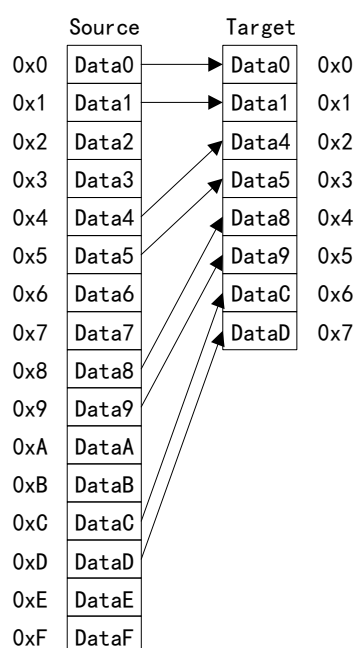 Source Target
0x0 Data0 Data0 0x0
0x1 Data1 Data1 0x1
0x2 Data2 Data4 0x2
0x3 Data3 Data5 0x3
0x4 Data4 Data8 0x4
0x5 Data5 Data9 0x5
0x6 Data6 DataC 0x6
0x7 Data7 DataD 0x7
0x8 Data8
0x9 Data9
0xA DataA
0xB DataB
0xC DataC
0xD DataD
0xE DataE
0xF DataF